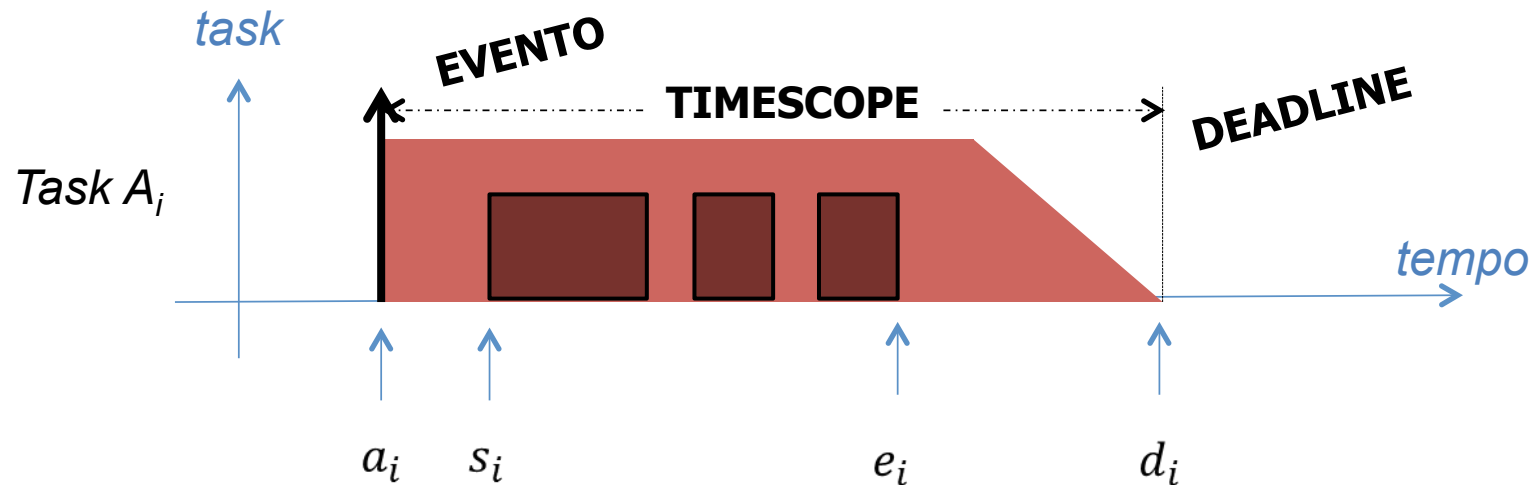 task
EVENTO
TIMESCOPE
DEADLINE
Task Aᵢ
tempo
aᵢ sᵢ eᵢ dᵢ